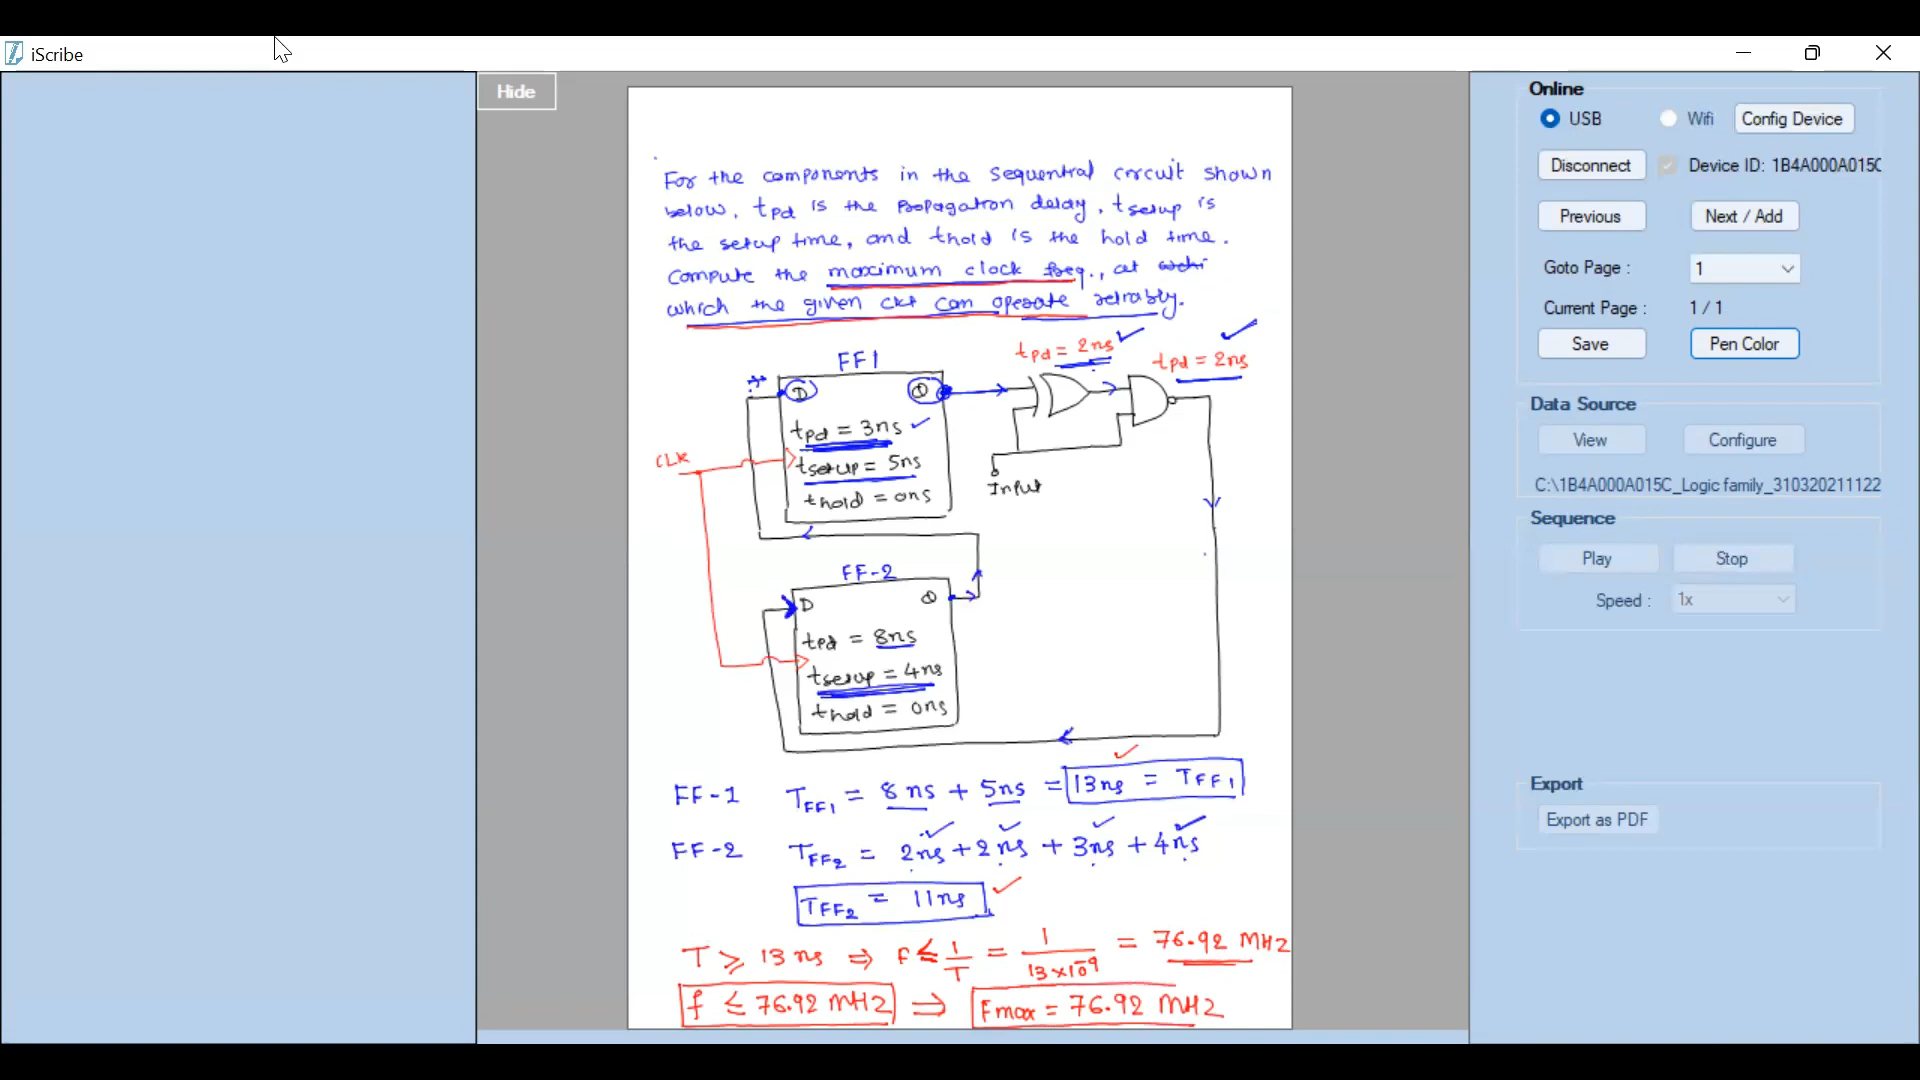 iScribe
Hide
For the components in the sequential circuit shown
below, tpd is the propagation delay, tsetup is
the setup time, and thold is the hold time.
Compute the maximum clock freq., at
which the given ckt can operate reliably.
FF1
tpd = 2ns
tpd = 2ns
D
Q
tpd = 3ns
CLK
tsetup = 5ns
thold = 0ns
Input
FF-2
D
Q
tpd = 8ns
tsetup = 4ns
thold = 0ns
FF-1 TFF1 = 8ns + 5ns = 13ns = TFF1
FF-2 TFF2 = 2ns + 2ns + 3ns + 4ns
TFF2 = 11ns
T ≥ 13ns ⇒ f ≤ 1/T = 1/13×10⁻⁹ = 76.92 MHz
f ≤ 76.92 MHz ⇒ Fmax = 76.92 MHz
Online
USB
Wifi
Config Device
Disconnect
Device ID: 1B4A000A015C
Previous
Next / Add
Goto Page :
1
Current Page :
1 / 1
Save
Pen Color
Data Source
View
Configure
C:\1B4A000A015C_Logic family_310320211122
Sequence
Play
Stop
Speed :
1x
Export
Export as PDF